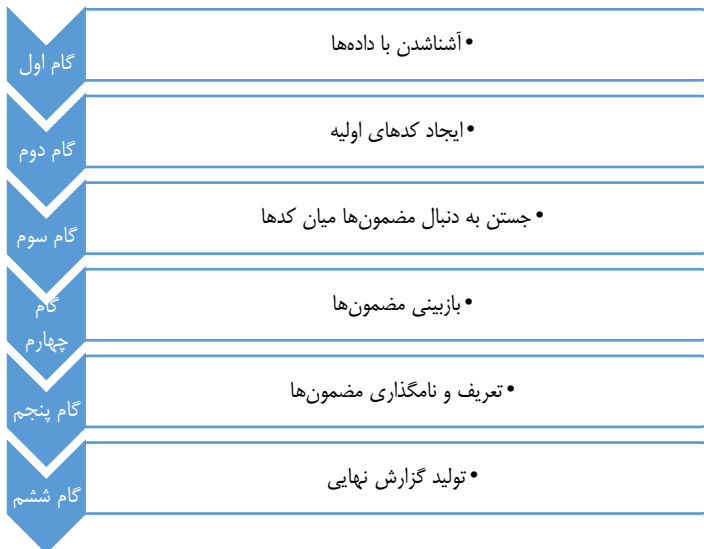 گام اول
•آشناشدن با داده‌ها
گام دوم
•ایجاد کدهای اولیه
گام سوم
•جستن به دنبال مضمون‌ها میان کدها
گام
چهارم
•بازبینی مضمون‌ها
گام پنجم
•تعریف و نامگذاری مضمون‌ها
گام ششم
•تولید گزارش نهایی